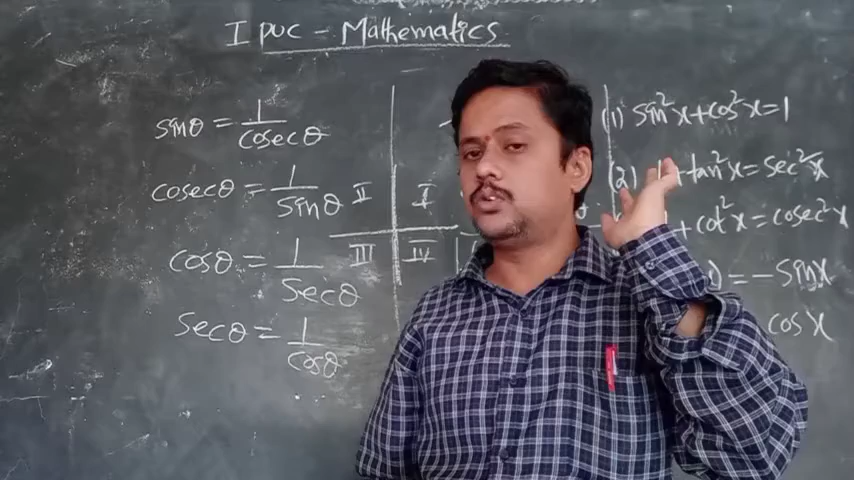 I PUC - Mathematics
sinθ = 1/cosecθ
cosecθ = 1/sinθ
cosθ = 1/secθ
secθ = 1/cosθ
II I
III IV
(1) sin²x+cos²x=1
(2) 1+tan²x=sec²x
+cot²x=cosec²x
)=-sinx
cosx